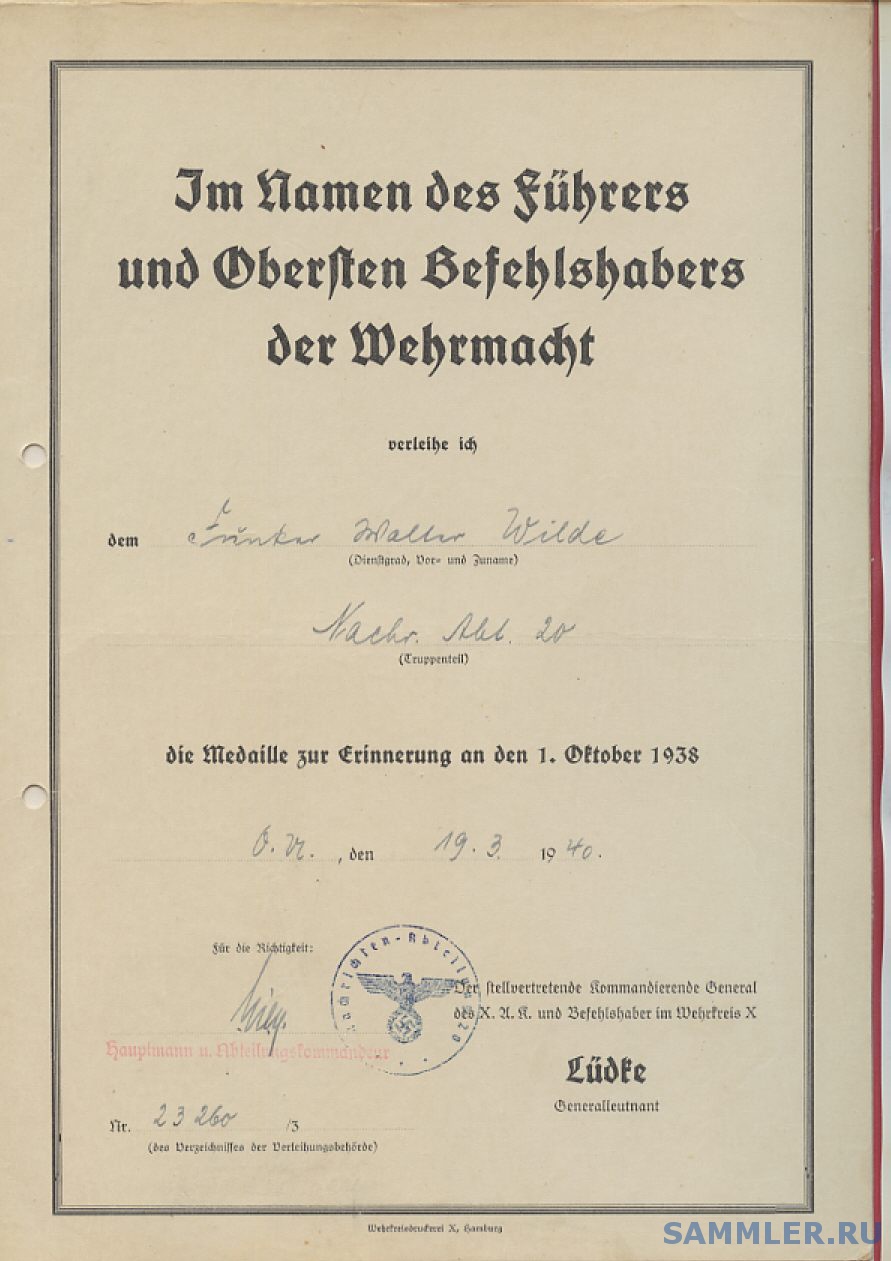 Im Namen des Führers
und Obersten Befehlshabers
der Wehrmacht
verleihe ich
dem Funker Walter Wilde
(Dienstgrad, Vor- und Zuname)
Nachr. Abt. 20
(Truppenteil)
die Medaille zur Erinnerung an den 1. Oktober 1938
O.U. , den 19.3. 1940.
Für die Richtigkeit:
Nachrichten-Abteilung 20
Hauptmann u. Abteilungskommandeur
Der stellvertretende Kommandierende General
des X. A. K. und Befehlshaber im Wehrkreis X
Lüdke
Generalleutnant
Nr. 23260 /3
(des Verzeichnisses der Verleihungsbehörde)
Wehrkreisdruckerei X, Hamburg
SAMMLER.RU